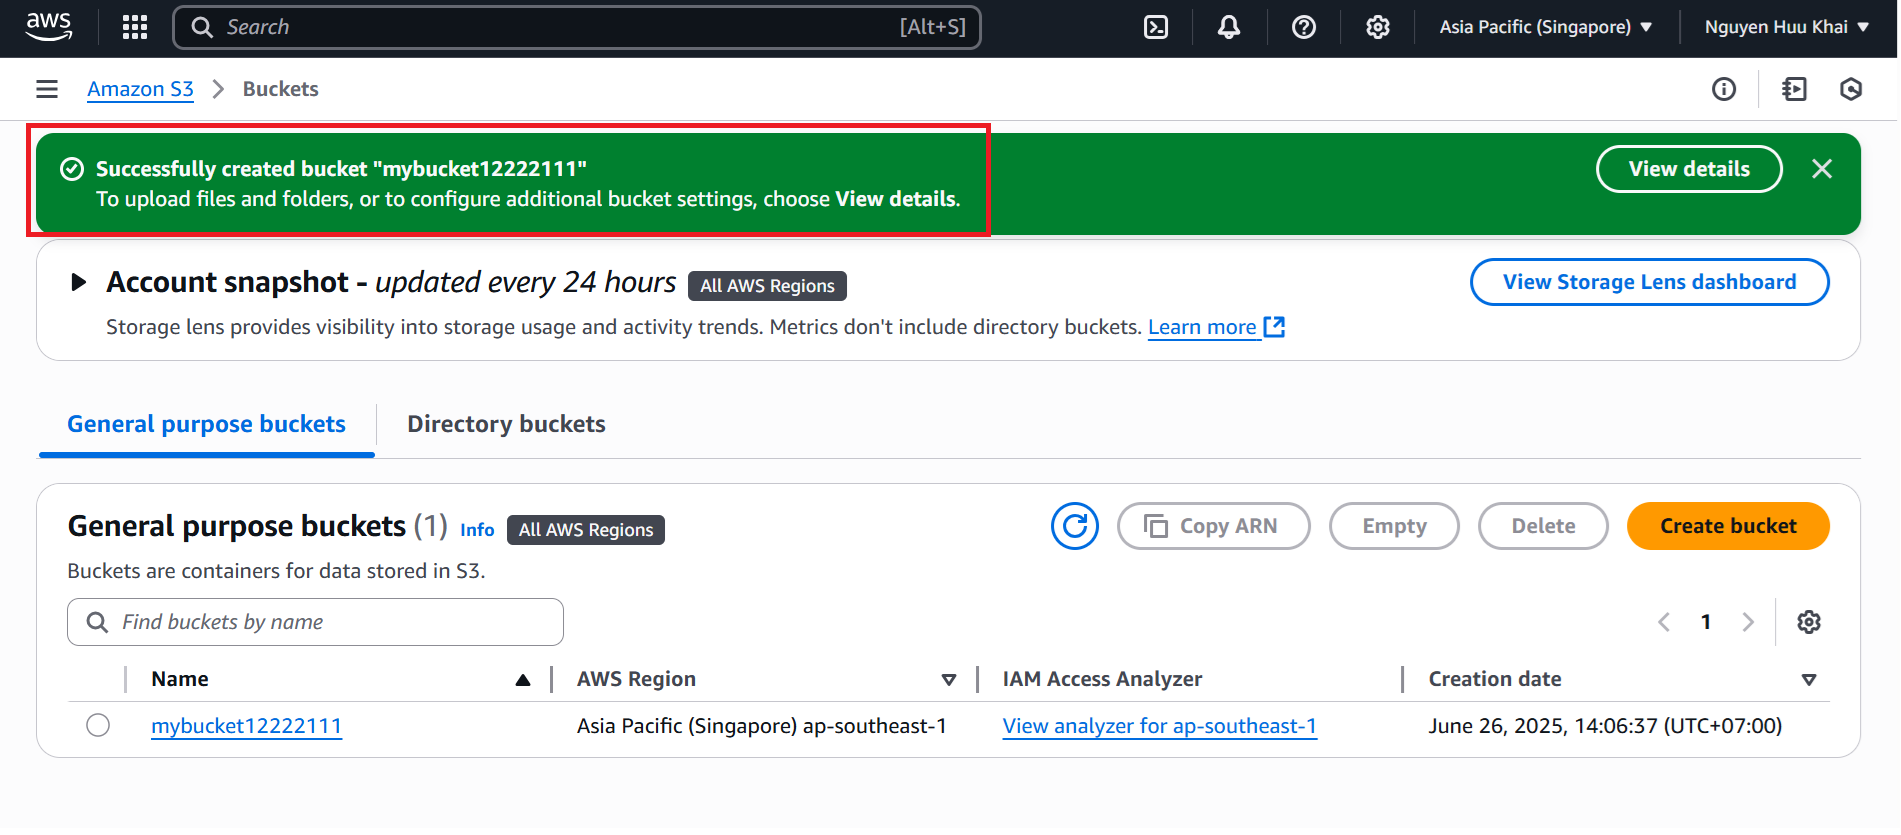 aws
Search [Alt+S]
Asia Pacific (Singapore)
Nguyen Huu Khai
Amazon S3 > Buckets
Successfully created bucket "mybucket12222111"
To upload files and folders, or to configure additional bucket settings, choose View details.
View details
Account snapshot - updated every 24 hours All AWS Regions
View Storage Lens dashboard
Storage lens provides visibility into storage usage and activity trends. Metrics don't include directory buckets. Learn more
General purpose buckets
Directory buckets
General purpose buckets (1) Info All AWS Regions
Copy ARN
Empty
Delete
Create bucket
Buckets are containers for data stored in S3.
Find buckets by name
1
Name AWS Region IAM Access Analyzer Creation date
mybucket12222111 Asia Pacific (Singapore) ap-southeast-1 View analyzer for ap-southeast-1 June 26, 2025, 14:06:37 (UTC+07:00)